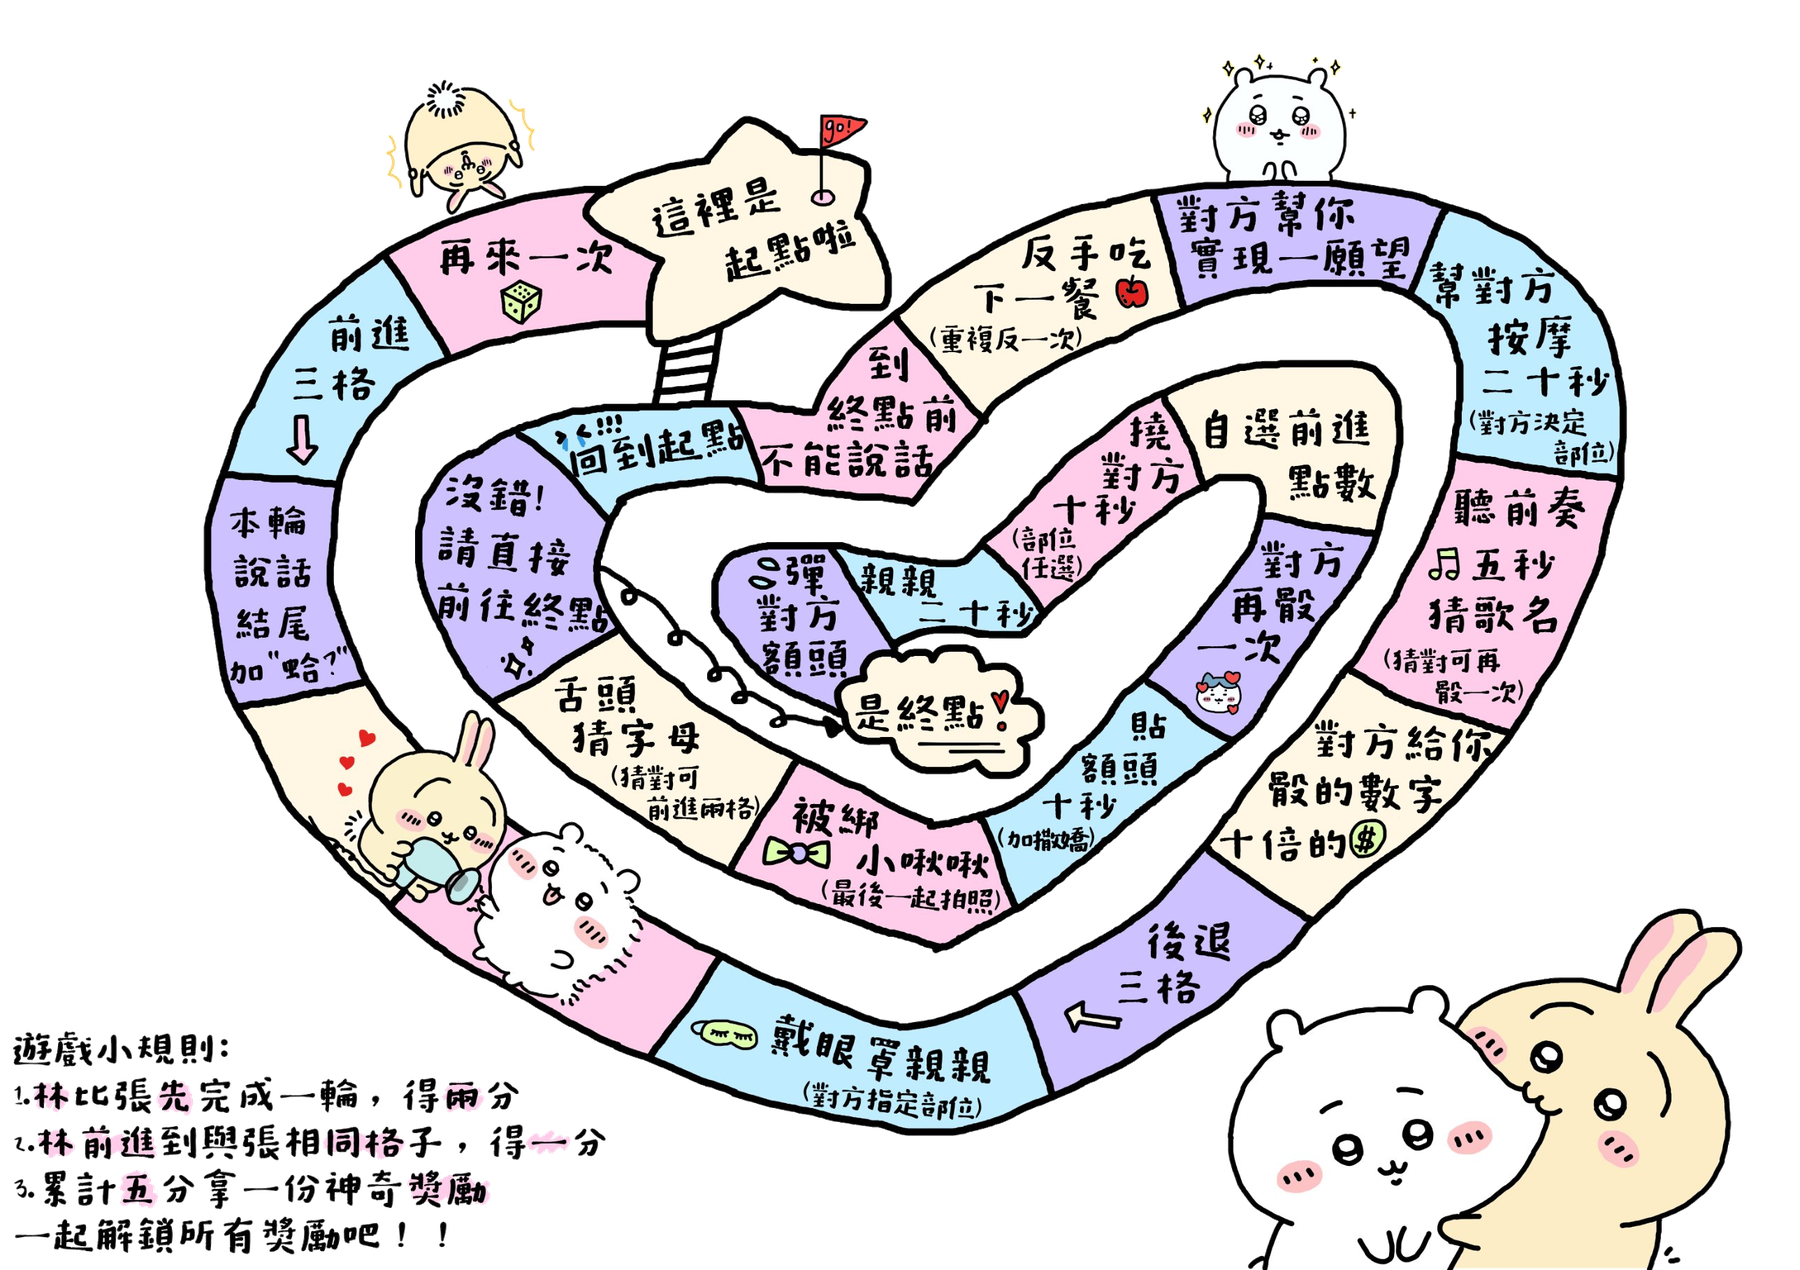 go!
這裡是
起點啦
再來一次
前進
三格
本輪
說話
結尾
加"蛤?"
戴眼罩親親
(對方指定部位)
後退
三格
對方給你
骰的數字
十倍的$
聽前奏
五秒
猜歌名
(猜對可再
骰一次)
幫對方
按摩
二十秒
(對方決定
部位)
對方幫你
實現一願望
反手吃
下一餐
(重複反一次)
到
終點前
不能說話
!!!
回到起點
沒錯!
請直接
前往終點
舌頭
猜字母
(猜對可
前進兩格)
被綁
小啾啾
(最後一起拍照)
貼
額頭
十秒
(加撒嬌)
對方
再骰
一次
自選前進
點數
撓
對方
十秒
(部位
任選)
親親
二十秒
彈
對方
額頭
是終點!
遊戲小規則:
1.林比張先完成一輪，得兩分
2.林前進到與張相同格子，得一分
3.累計五分拿一份神奇獎勵
一起解鎖所有獎勵吧！！